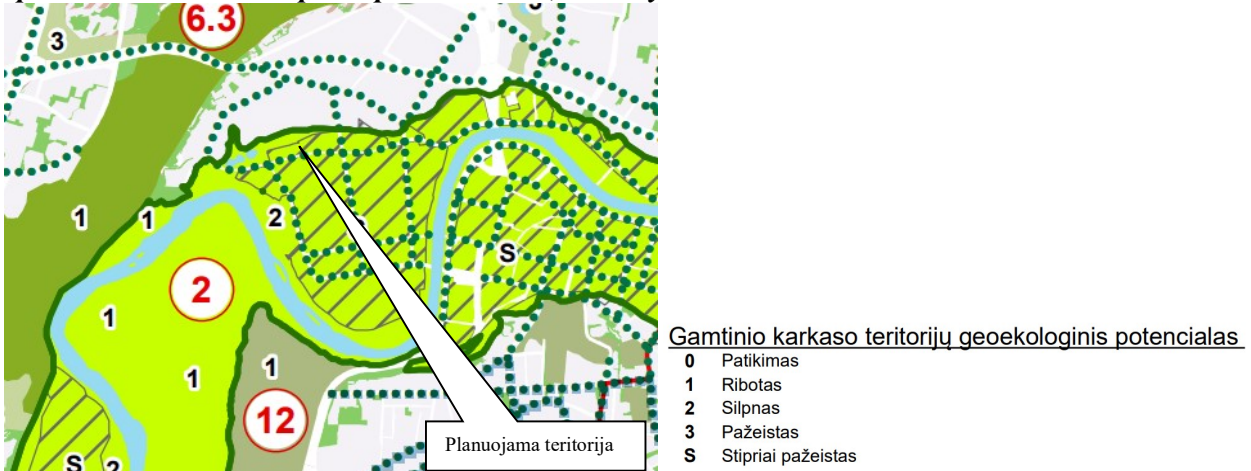 6.3
3
1
1
2
S
2
1
1
1
12
S
2
Planuojama teritorija
Gamtinio karkaso teritorijų geoekologinis potencialas
0 Patikimas
1 Ribotas
2 Silpnas
3 Pažeistas
S Stipriai pažeistas